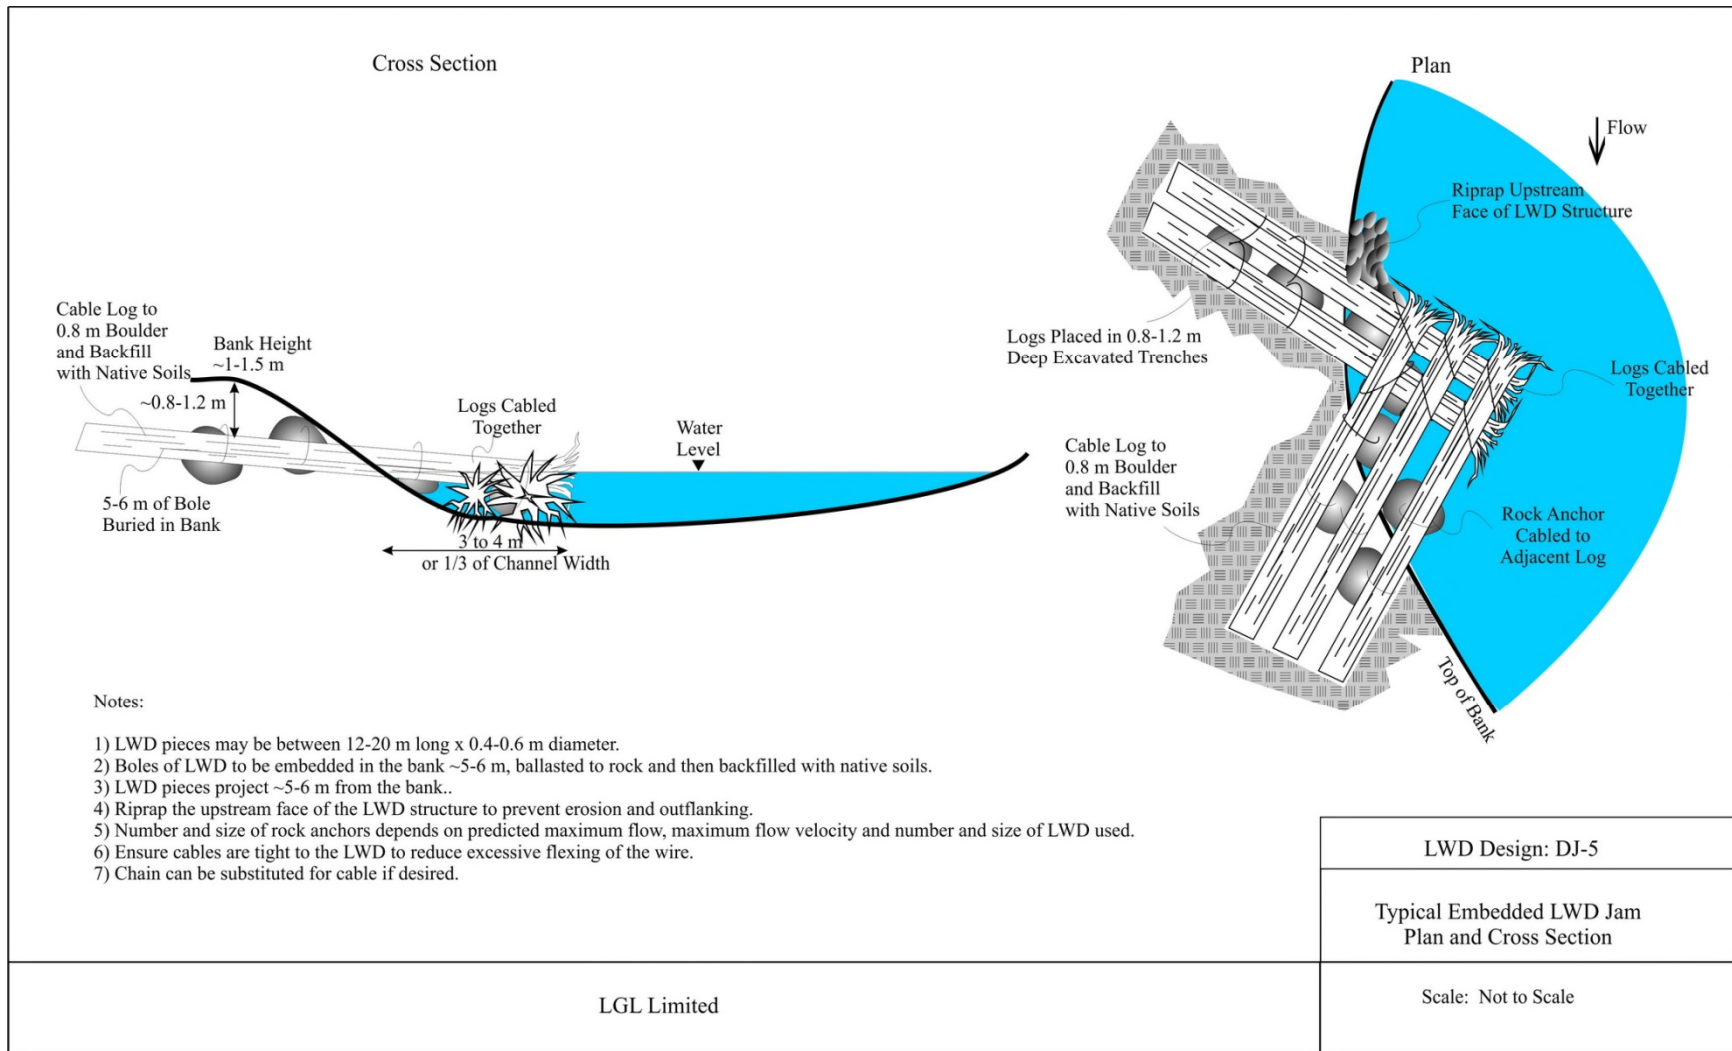 Cross Section
Cable Log to
0.8 m Boulder
and Backfill
with Native Soils
Bank Height
~1-1.5 m
~0.8-1.2 m
5-6 m of Bole
Buried in Bank
Logs Cabled
Together
Water
Level
3 to 4 m
or 1/3 of Channel Width
Plan
Flow
Riprap Upstream
Face of LWD Structure
Logs Placed in 0.8-1.2 m
Deep Excavated Trenches
Logs Cabled
Together
Cable Log to
0.8 m Boulder
and Backfill
with Native Soils
Rock Anchor
Cabled to
Adjacent Log
Top of Bank
Notes:
1) LWD pieces may be between 12-20 m long x 0.4-0.6 m diameter.
2) Boles of LWD to be embedded in the bank ~5-6 m, ballasted to rock and then backfilled with native soils.
3) LWD pieces project ~5-6 m from the bank..
4) Riprap the upstream face of the LWD structure to prevent erosion and outflanking.
5) Number and size of rock anchors depends on predicted maximum flow, maximum flow velocity and number and size of LWD used.
6) Ensure cables are tight to the LWD to reduce excessive flexing of the wire.
7) Chain can be substituted for cable if desired.
LWD Design: DJ-5
Typical Embedded LWD Jam
Plan and Cross Section
LGL Limited
Scale: Not to Scale